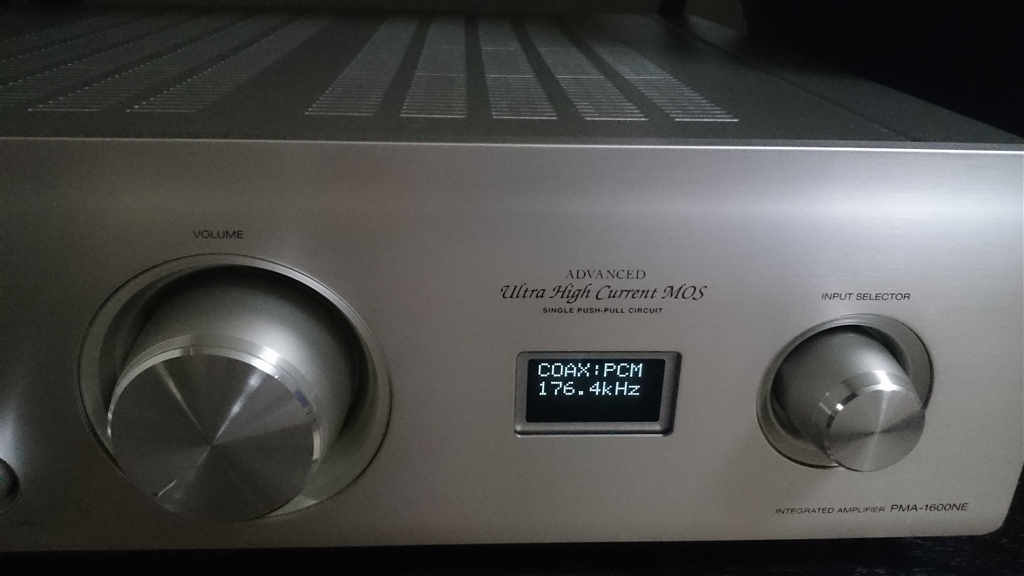 VOLUME
ADVANCED
Ultra High Current MOS
SINGLE PUSH-PULL CIRCUIT
INPUT SELECTOR
COAX:PCM
176.4kHz
INTEGRATED AMPLIFIER PMA-1600NE